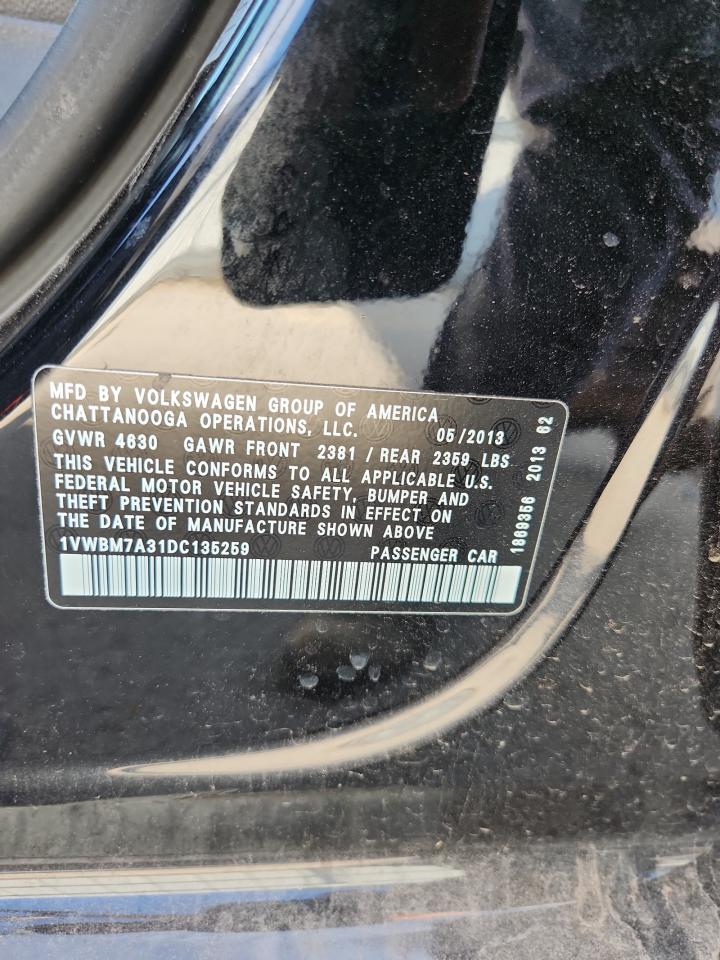 MFD BY VOLKSWAGEN GROUP OF AMERICA
CHATTANOOGA OPERATIONS, LLC. 05/2013
GVWR 4630 GAWR FRONT 2381 / REAR 2359 LBS
THIS VEHICLE CONFORMS TO ALL APPLICABLE U.S.
FEDERAL MOTOR VEHICLE SAFETY, BUMPER AND
THEFT PREVENTION STANDARDS IN EFFECT ON
THE DATE OF MANUFACTURE SHOWN ABOVE
1VWBM7A31DC135259 PASSENGER CAR
1869356 2013 62